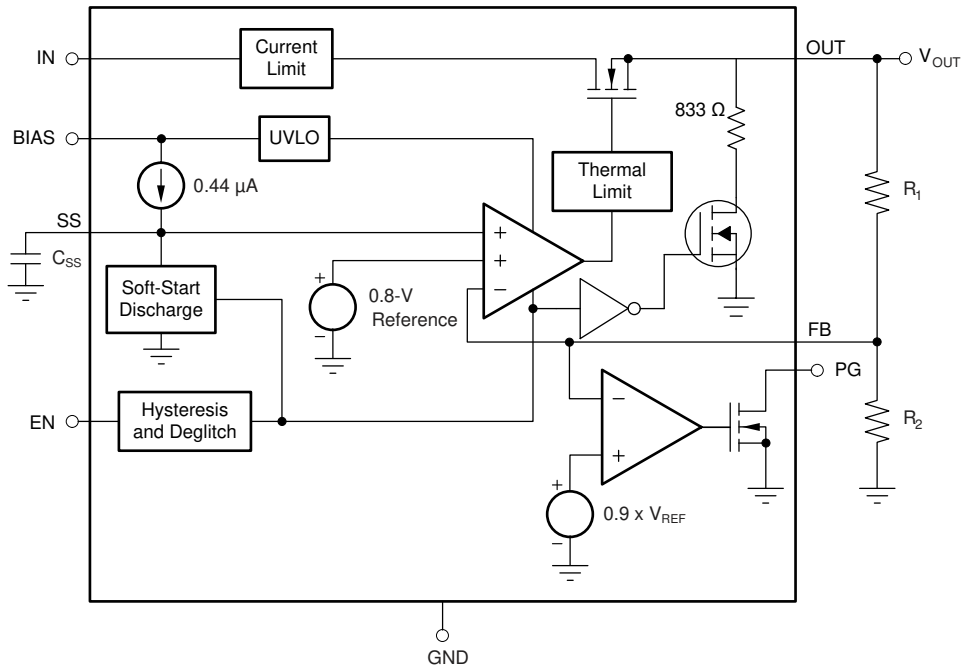 IN
Current
Limit
OUT
V_OUT
833 Ω
BIAS
UVLO
Thermal
Limit
0.44 µA
R_1
SS
C_SS
+
+
−
Soft-Start
Discharge
+
−
0.8-V
Reference
FB
PG
EN
Hysteresis
and Deglitch
−
+
R_2
+
−
0.9 x V_REF
GND